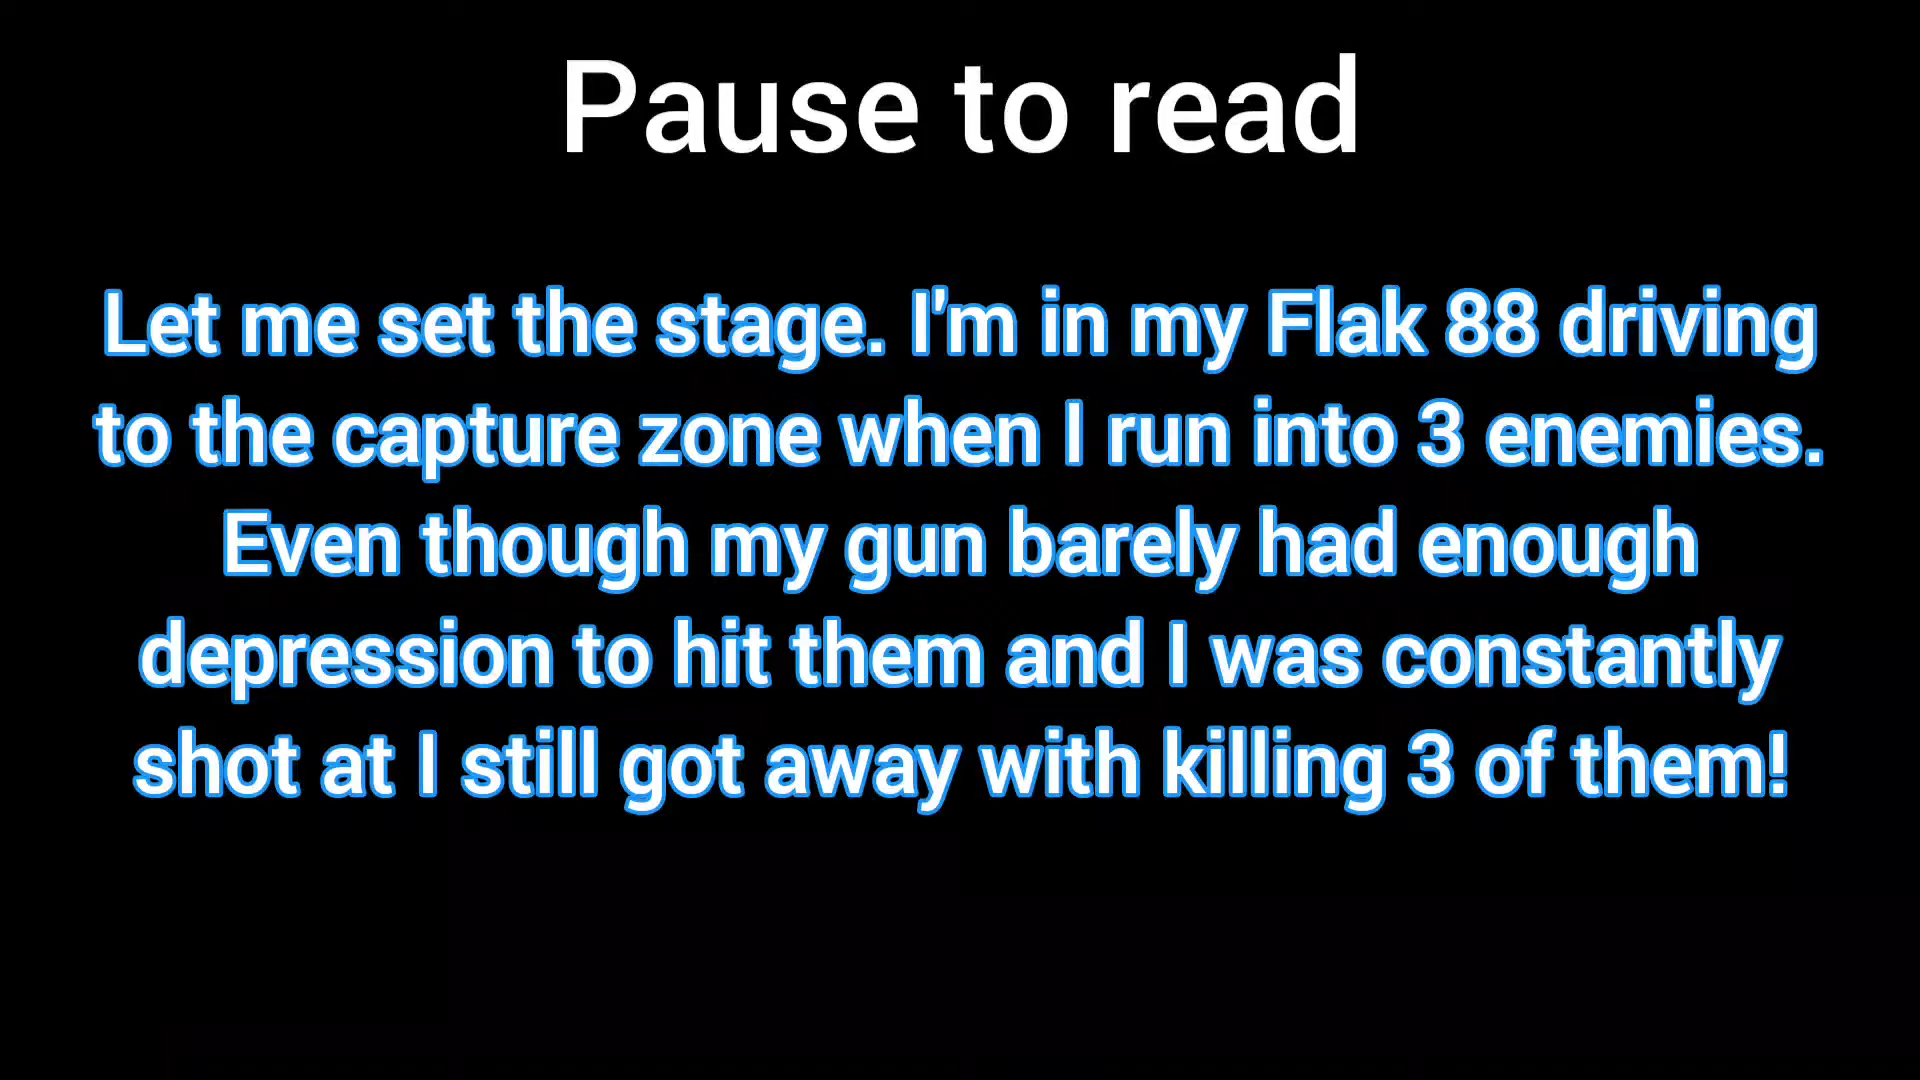 Pause to read
Let me set the stage. I'm in my Flak 88 driving
to the capture zone when I run into 3 enemies.
Even though my gun barely had enough
depression to hit them and I was constantly
shot at I still got away with killing 3 of them!